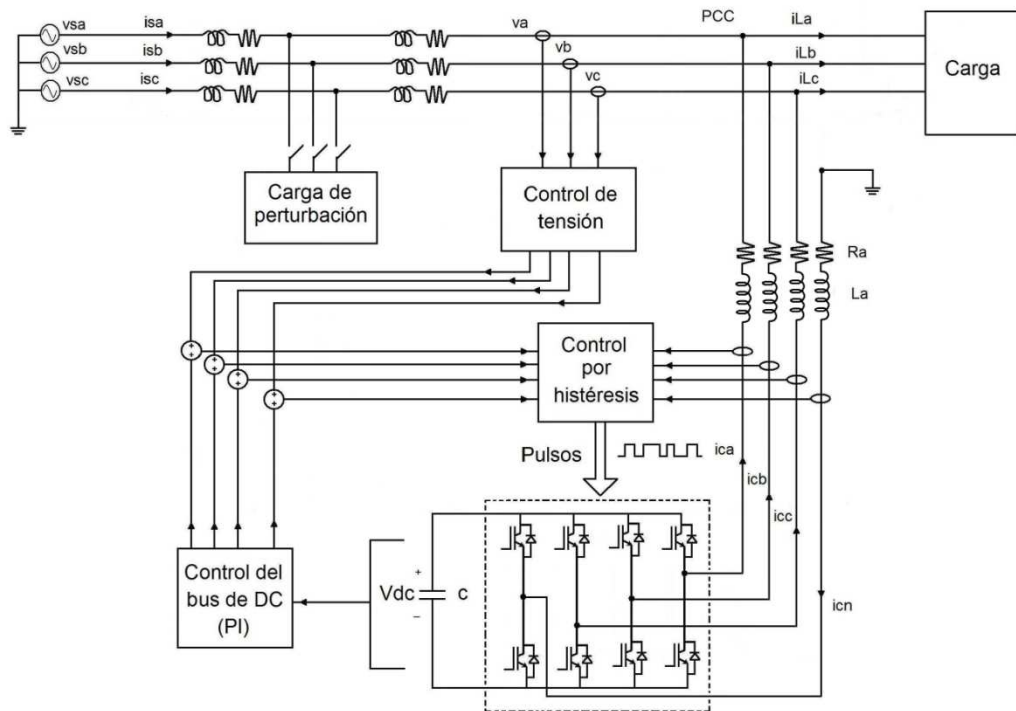 vsa
isa
va
PCC
iLa
vsb
isb
vb
iLb
vsc
isc
vc
iLc
Carga
Carga de
perturbación
Control de
tensión
Ra
La
Control
por
histéresis
Pulsos
ica
icb
icc
icn
Control del
bus de DC
(PI)
Vdc
+
−
c
+
+
+
+
+
+
+
+